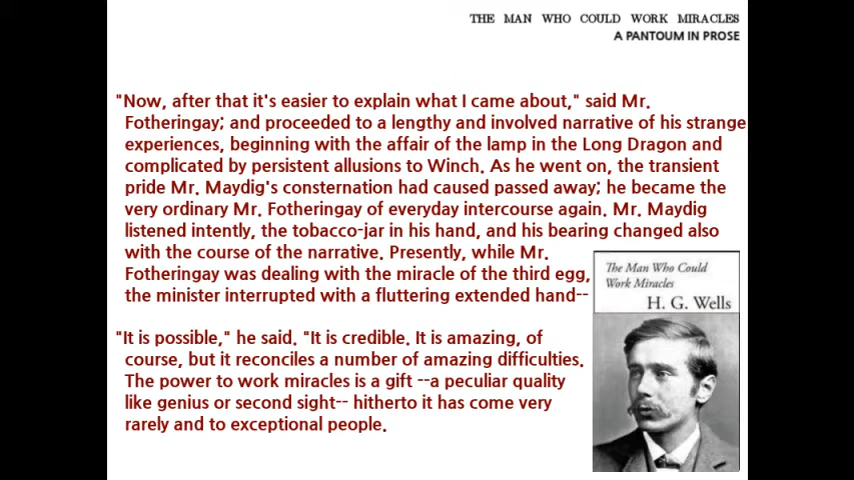 THE MAN WHO COULD WORK MIRACLES
A PANTOUM IN PROSE
"Now, after that it's easier to explain what I came about," said Mr.
Fotheringay; and proceeded to a lengthy and involved narrative of his strange
experiences, beginning with the affair of the lamp in the Long Dragon and
complicated by persistent allusions to Winch. As he went on, the transient
pride Mr. Maydig's consternation had caused passed away; he became the
very ordinary Mr. Fotheringay of everyday intercourse again. Mr. Maydig
listened intently, the tobacco-jar in his hand, and his bearing changed also
with the course of the narrative. Presently, while Mr.
Fotheringay was dealing with the miracle of the third egg,
the minister interrupted with a fluttering extended hand--
"It is possible," he said. "It is credible. It is amazing, of
course, but it reconciles a number of amazing difficulties.
The power to work miracles is a gift --a peculiar quality
like genius or second sight-- hitherto it has come very
rarely and to exceptional people.
The Man Who Could
Work Miracles
H. G. Wells